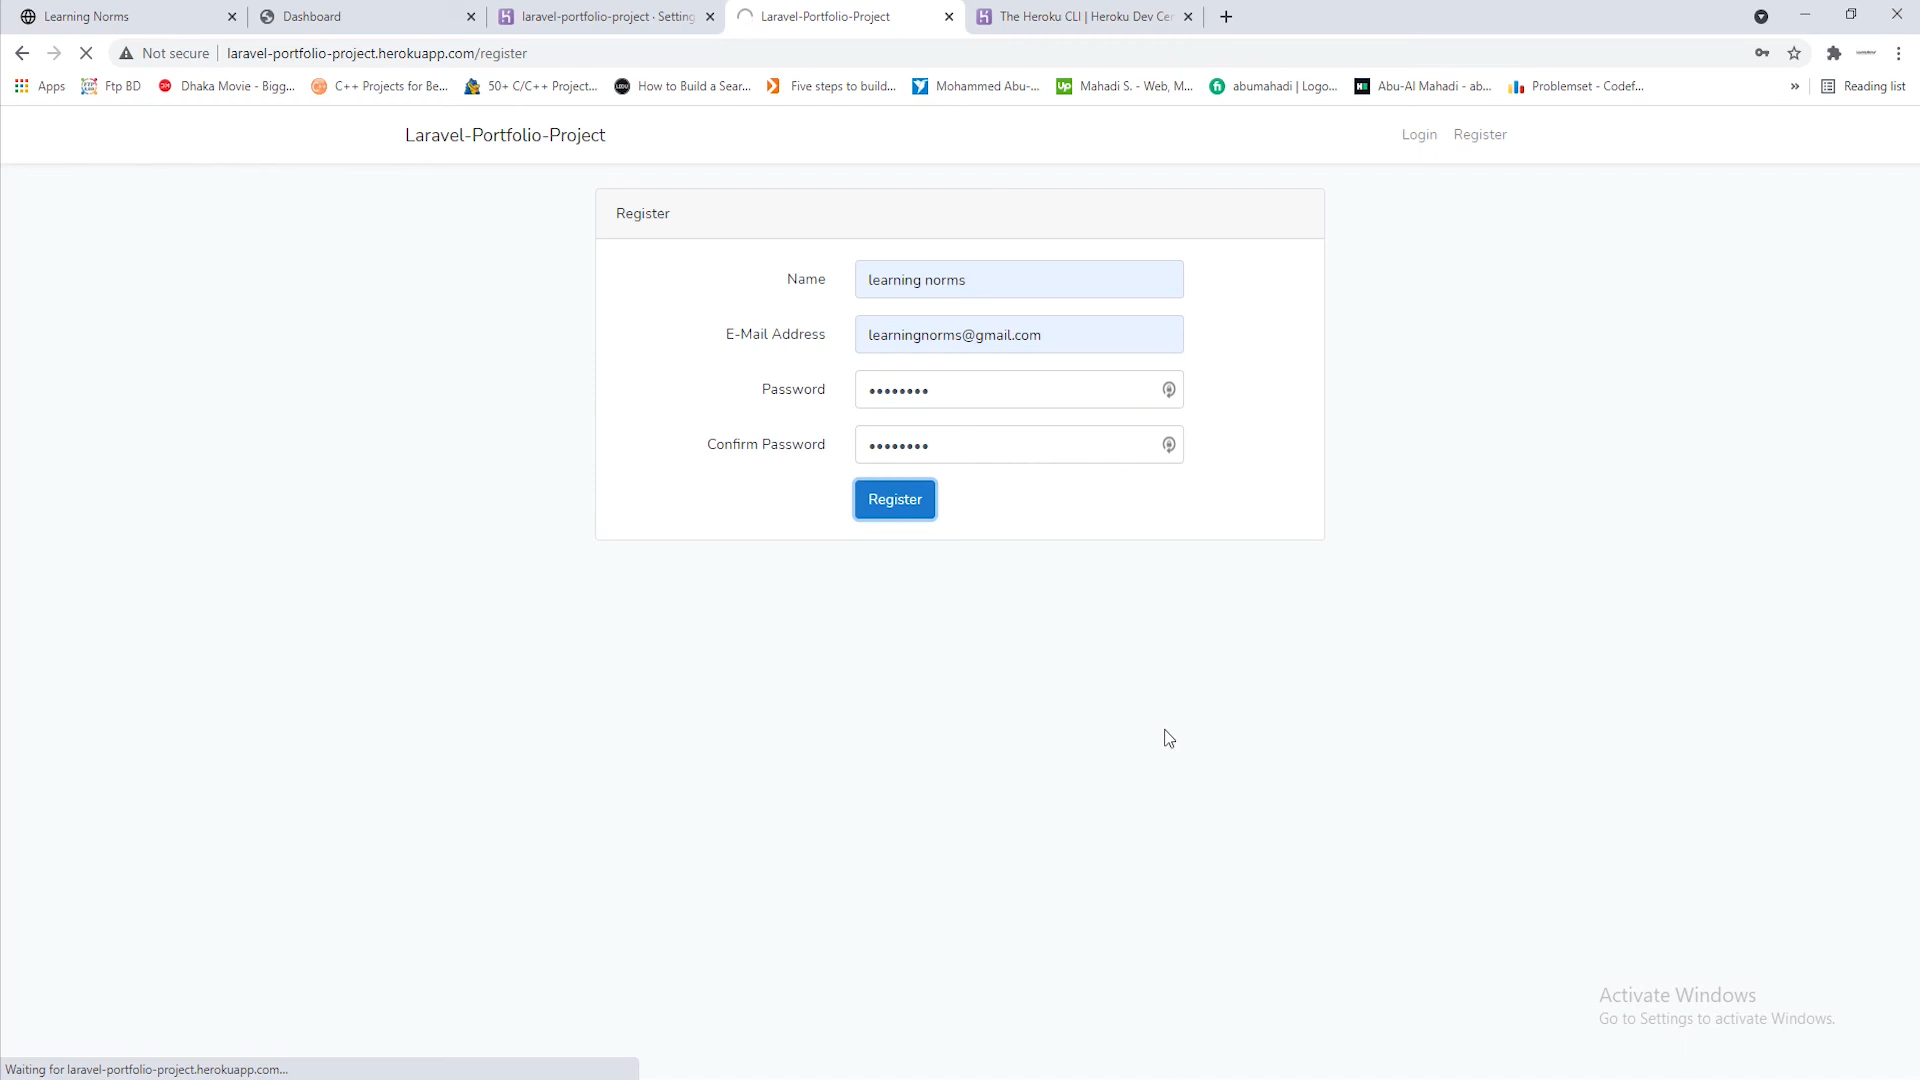 Learning Norms
Dashboard
laravel-portfolio-project · Setting
Laravel-Portfolio-Project
The Heroku CLI | Heroku Dev Cer
Not secure
laravel-portfolio-project.herokuapp.com/register
Apps
Ftp BD
Dhaka Movie - Bigg...
C++ Projects for Be...
50+ C/C++ Project...
How to Build a Sear...
Five steps to build...
Mohammed Abu-...
Mahadi S. - Web, M...
abumahadi | Logo...
Abu-Al Mahadi - ab...
Problemset - Codef...
»
Reading list
Laravel-Portfolio-Project
Login
Register
Register
Name
learning norms
E-Mail Address
learningnorms@gmail.com
Password
••••••••
Confirm Password
••••••••
Register
Activate Windows
Go to Settings to activate Windows.
Waiting for laravel-portfolio-project.herokuapp.com...